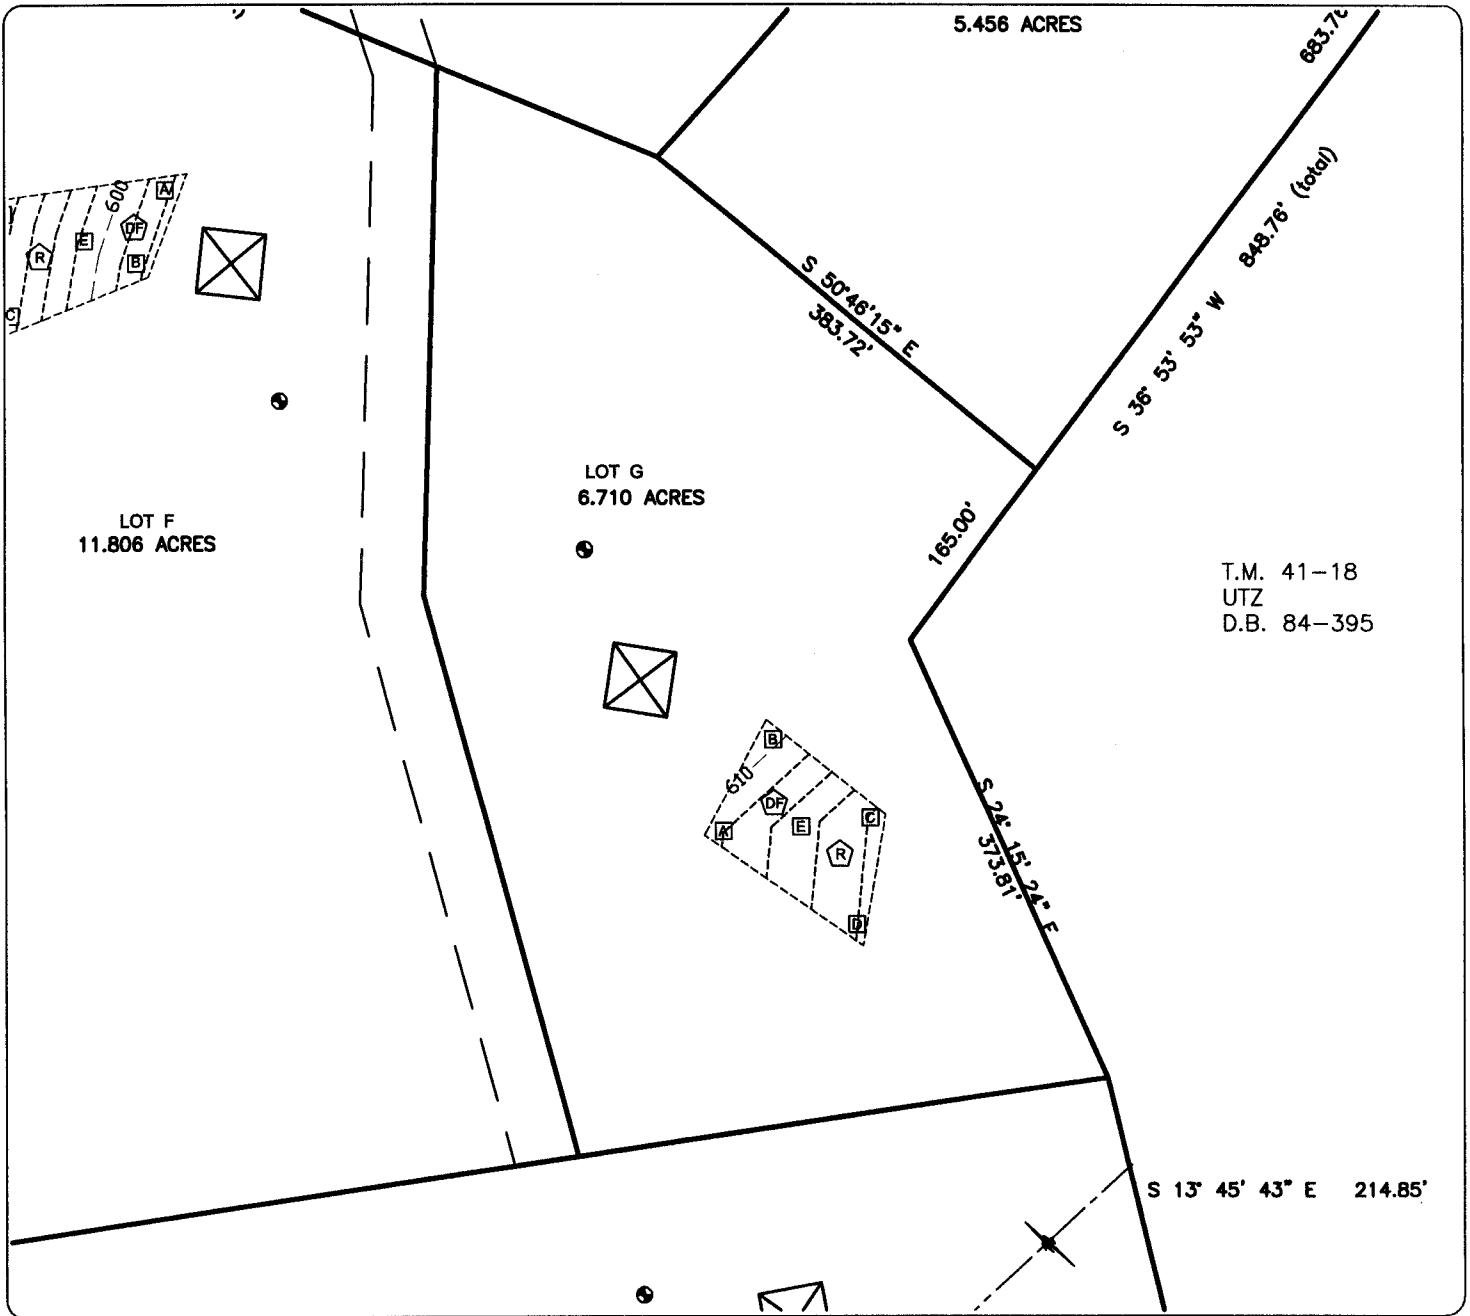 5.456 ACRES
848.76' (total)
S 36° 53' 53" W
600
A
DF
E
B
R
C
S 50°46'15" E
383.72'
LOT G
6.710 ACRES
LOT F
11.806 ACRES
165.00'
T.M. 41-18
UTZ
D.B. 84-395
B
610
DF
A
E
C
R
D
S 24° 15' 24" E
373.81'
S 13° 45' 43" E 214.85'